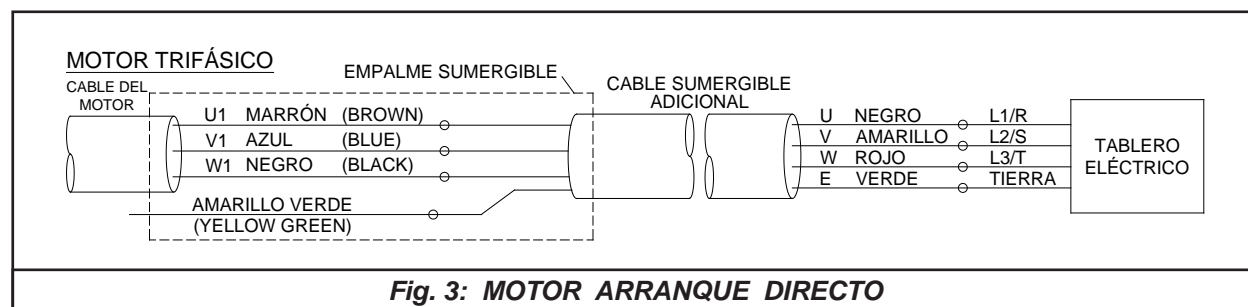 MOTOR TRIFÁSICO
CABLE DEL
MOTOR
EMPALME SUMERGIBLE
CABLE SUMERGIBLE
ADICIONAL
U1 MARRÓN (BROWN)
V1 AZUL (BLUE)
W1 NEGRO (BLACK)
AMARILLO VERDE
(YELLOW GREEN)
U NEGRO L1/R
V AMARILLO L2/S
W ROJO L3/T
E VERDE TIERRA
TABLERO
ELÉCTRICO
Fig. 3: MOTOR ARRANQUE DIRECTO